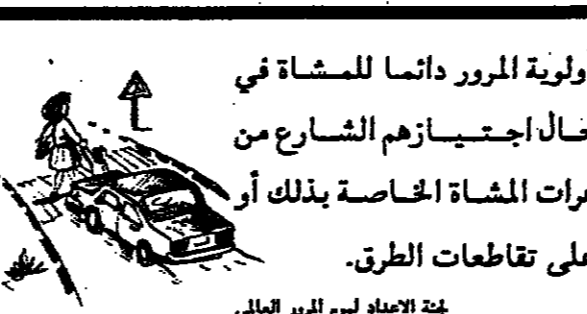 ولوية المرور دائما للمشاة في
حال اجتيازهم الشارع من
مرات المشاة الخاصة بذلك أو
على تقاطعات الطرق.
لجنة الاعداد ليوم المرور العالمي